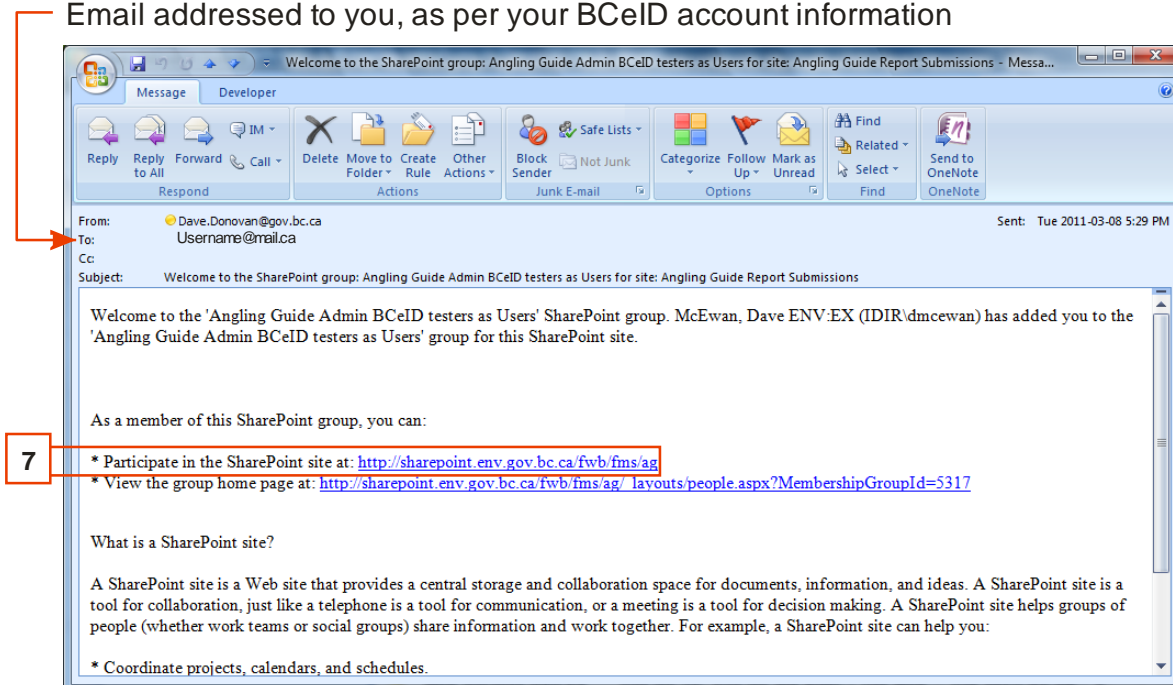 Email addressed to you, as per your BCeID account information
Welcome to the SharePoint group: Angling Guide Admin BCeID testers as Users for site: Angling Guide Report Submissions - Messa...
Message Developer
Reply Reply to All Forward IM Call
Respond
Delete Move to Folder Create Rule Other Actions
Actions
Block Sender Safe Lists Not Junk
Junk E-mail
Categorize Follow Up Mark as Unread
Options
Find Related Select
Find
Send to OneNote
OneNote
From: Dave.Donovan@gov.bc.ca Sent: Tue 2011-03-08 5:29 PM
To: Username@mail.ca
Cc:
Subject: Welcome to the SharePoint group: Angling Guide Admin BCeID testers as Users for site: Angling Guide Report Submissions
Welcome to the 'Angling Guide Admin BCeID testers as Users' SharePoint group. McEwan, Dave ENV:EX (IDIR\dmcewan) has added you to the
'Angling Guide Admin BCeID testers as Users' group for this SharePoint site.
As a member of this SharePoint group, you can:
7
* Participate in the SharePoint site at: http://sharepoint.env.gov.bc.ca/fwb/fms/ag
* View the group home page at: http://sharepoint.env.gov.bc.ca/fwb/fms/ag/_layouts/people.aspx?MembershipGroupId=5317
What is a SharePoint site?
A SharePoint site is a Web site that provides a central storage and collaboration space for documents, information, and ideas. A SharePoint site is a
tool for collaboration, just like a telephone is a tool for communication, or a meeting is a tool for decision making. A SharePoint site helps groups of
people (whether work teams or social groups) share information and work together. For example, a SharePoint site can help you:
* Coordinate projects, calendars, and schedules.